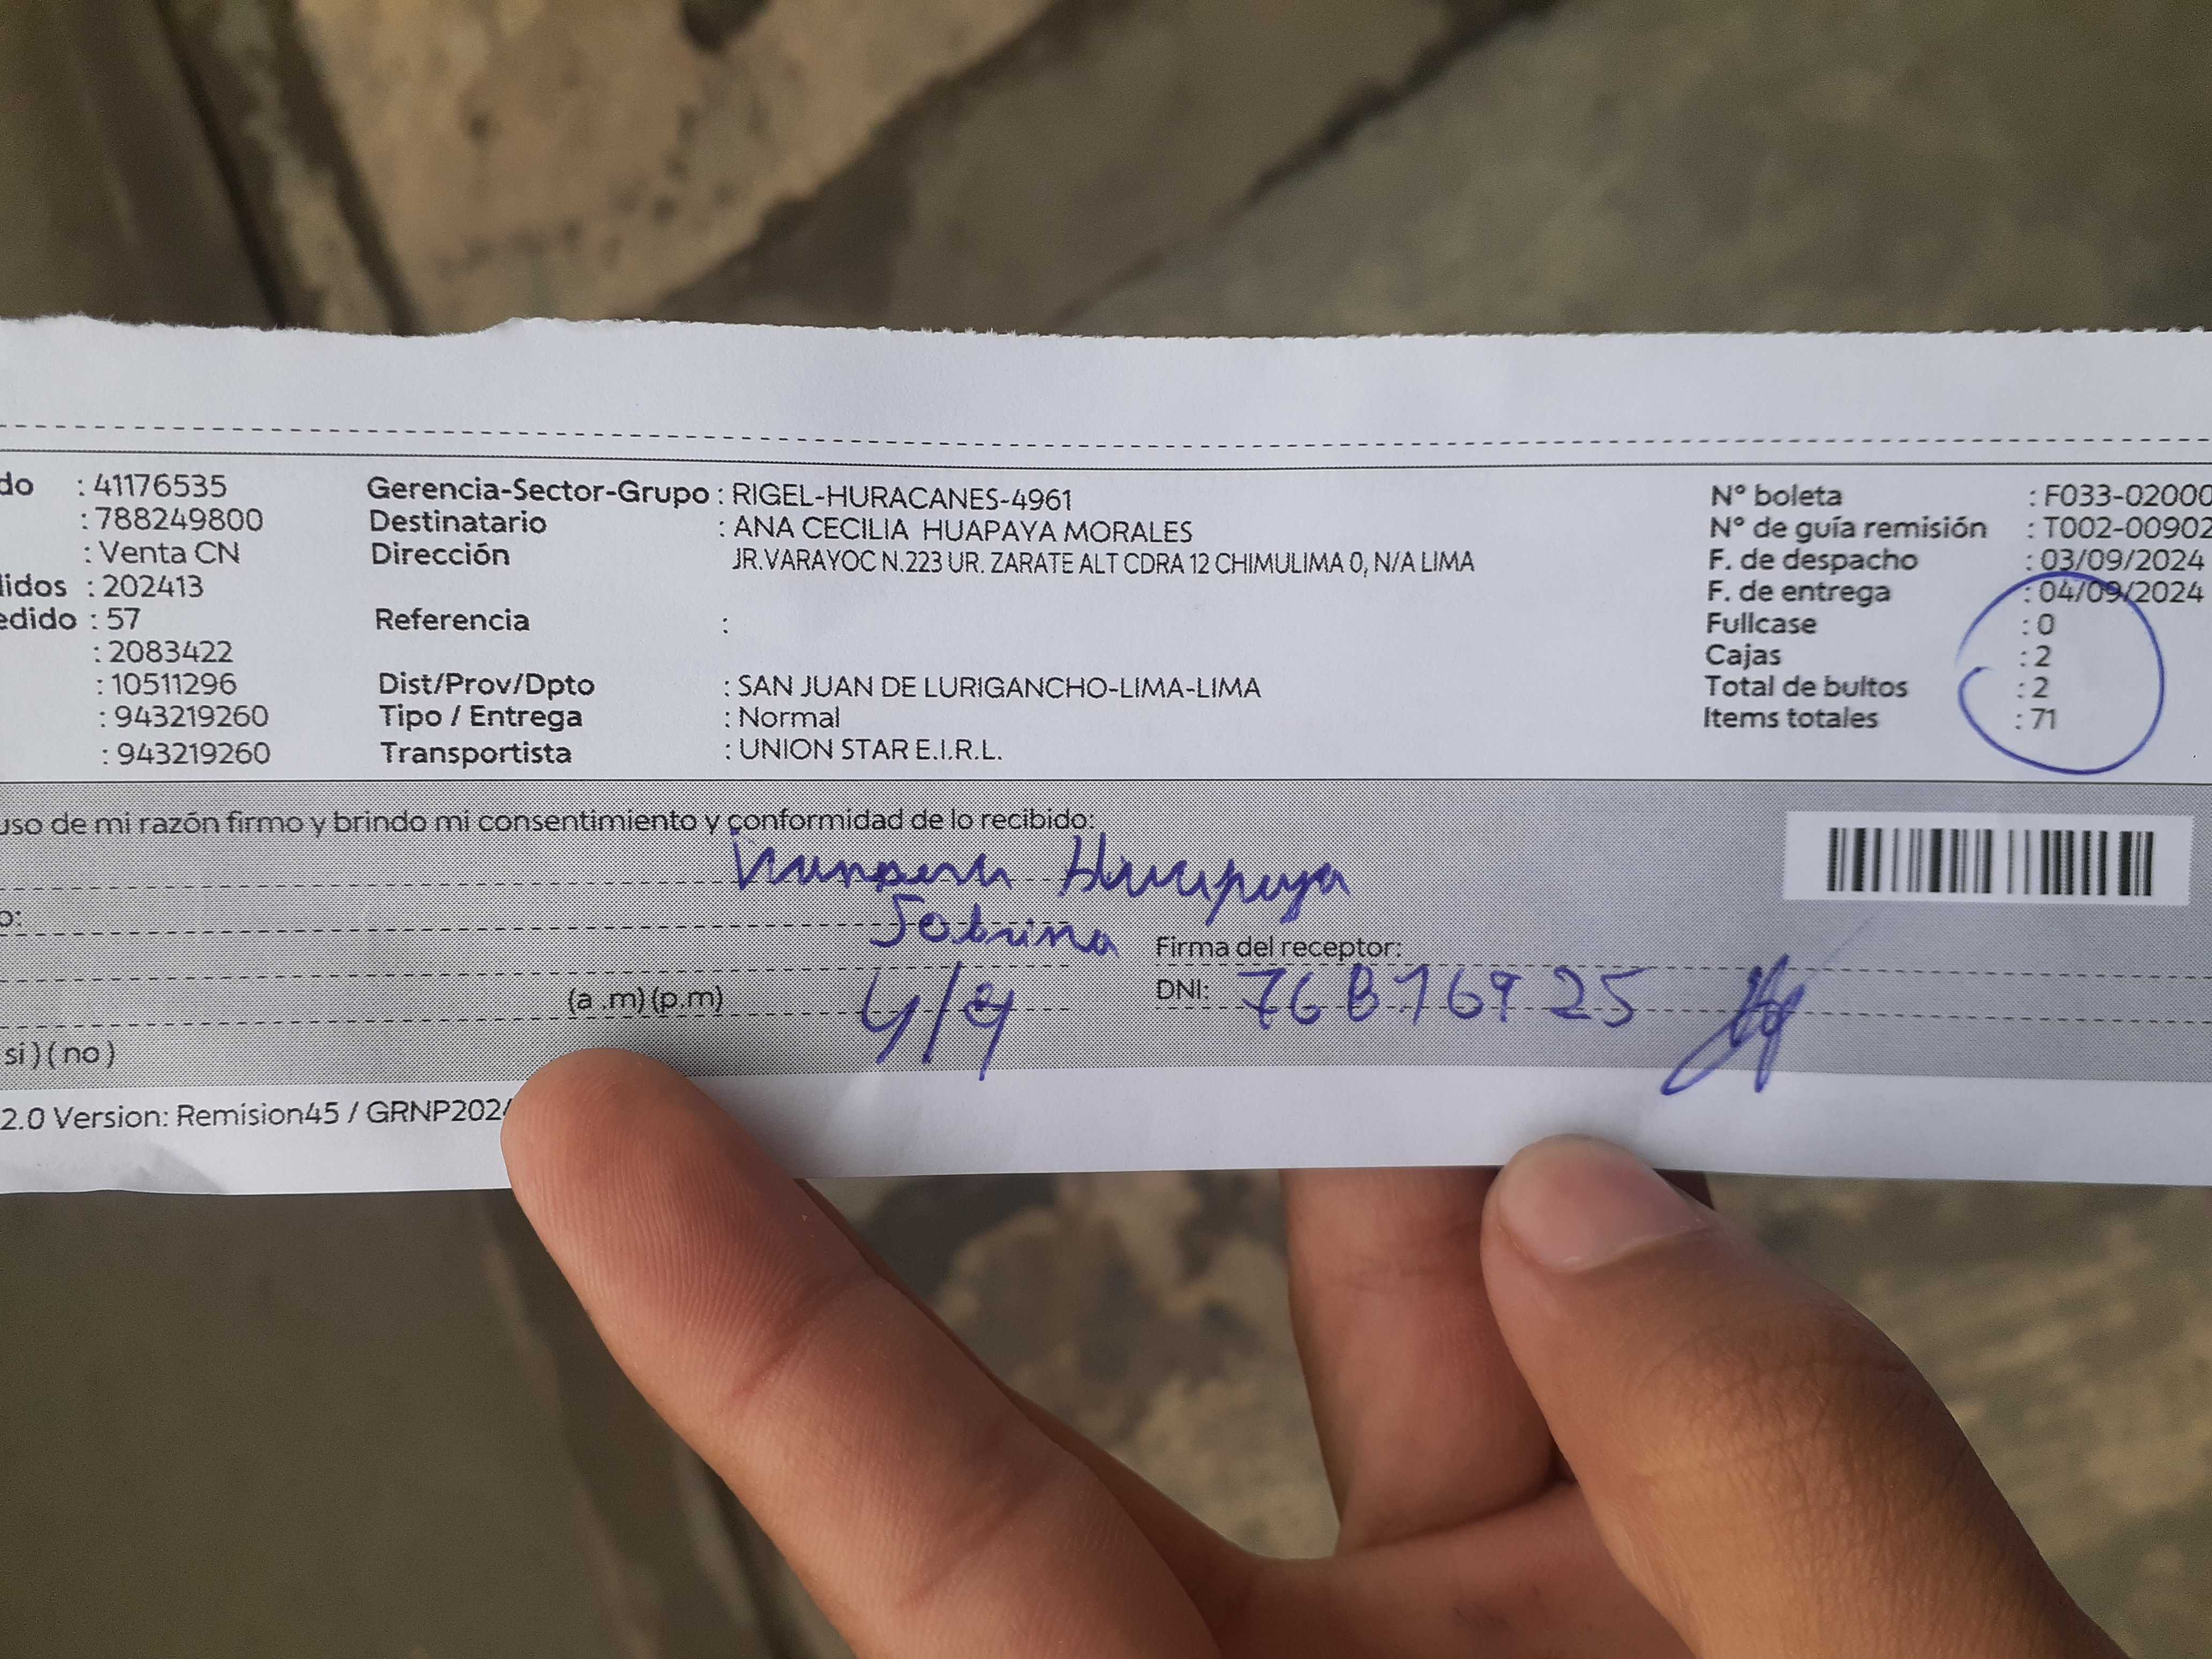 do : 41176535
: 788249800
: Venta CN
lidos : 202413
edido : 57
: 2083422
: 10511296
: 943219260
: 943219260
Gerencia-Sector-Grupo : RIGEL-HURACANES-4961
Destinatario : ANA CECILIA HUAPAYA MORALES
Dirección JR.VARAYOC N.223 UR. ZARATE ALT CDRA 12 CHIMULIMA 0, N/A LIMA
Referencia :
Dist/Prov/Dpto : SAN JUAN DE LURIGANCHO-LIMA-LIMA
Tipo / Entrega : Normal
Transportista : UNION STAR E.I.R.L.
N° boleta : F033-02000
N° de guía remisión : T002-00902
F. de despacho : 03/09/2024
F. de entrega : 04/09/2024
Fullcase : 0
Cajas : 2
Total de bultos : 2
Items totales : 71
uso de mi razón firmo y brindo mi consentimiento y conformidad de lo recibido:
Huapaya
o: Sobrina
Firma del receptor:
(a .m) (p.m)
DNI:
si ) ( no )
2.0 Version: Remision45 / GRNP202